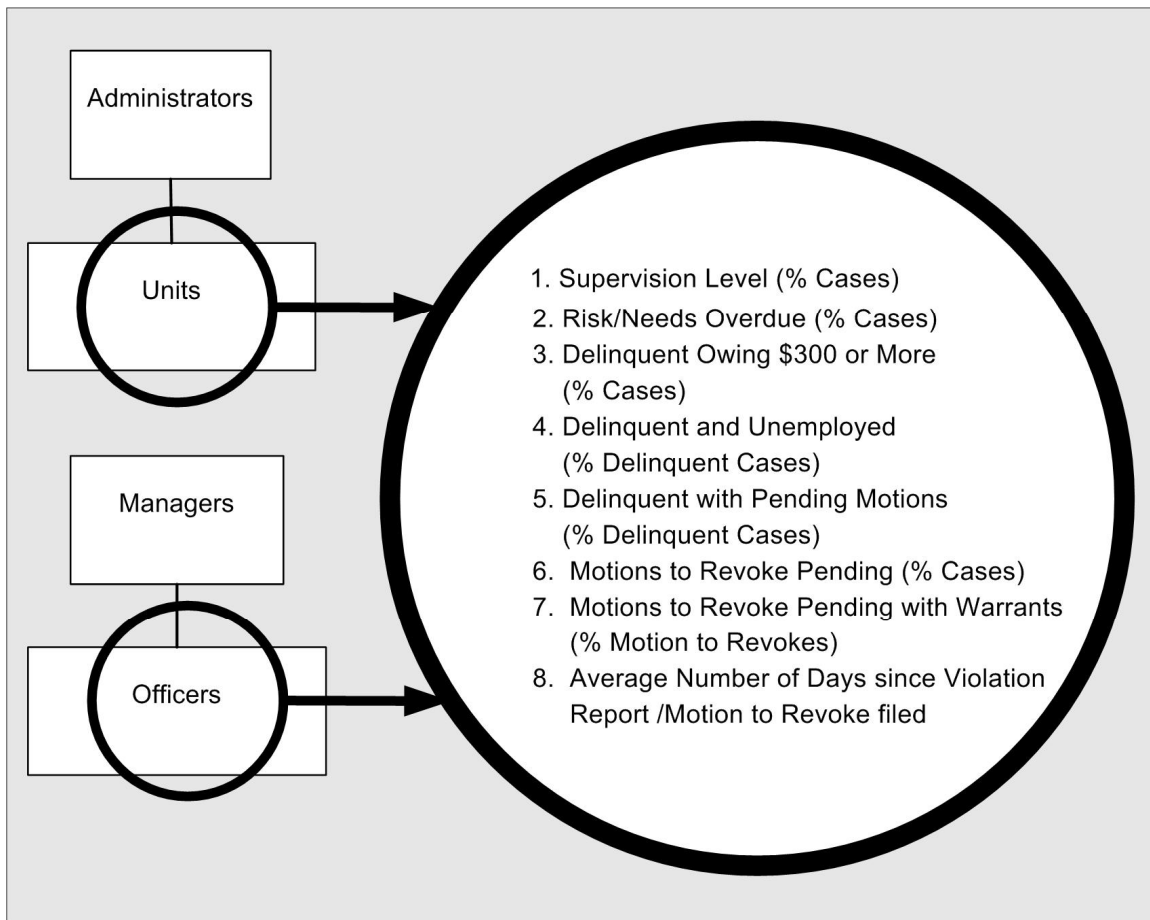 Administrators
Units
Managers
Officers
1. Supervision Level (% Cases)
2. Risk/Needs Overdue (% Cases)
3. Delinquent Owing $300 or More
(% Cases)
4. Delinquent and Unemployed
(% Delinquent Cases)
5. Delinquent with Pending Motions
(% Delinquent Cases)
6. Motions to Revoke Pending (% Cases)
7. Motions to Revoke Pending with Warrants
(% Motion to Revokes)
8. Average Number of Days since Violation
Report /Motion to Revoke filed